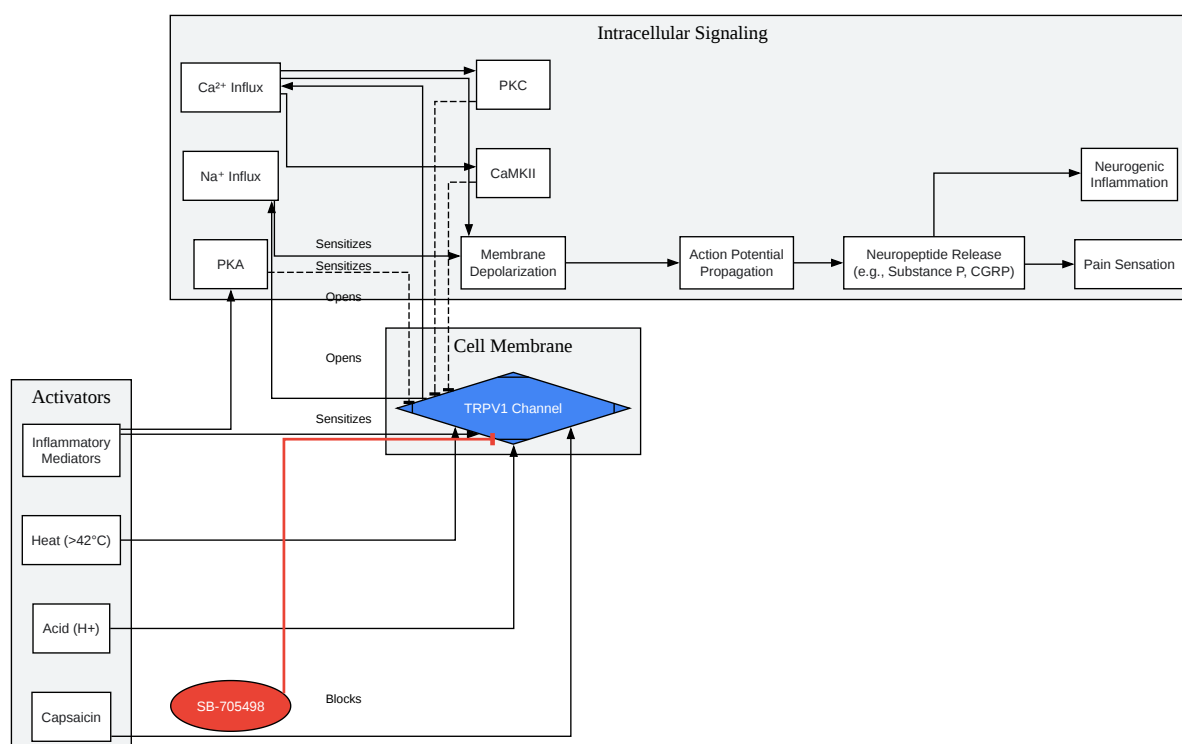 Intracellular Signaling
Ca²⁺ Influx
PKC
Na⁺ Influx
CaMKII
Neurogenic
Inflammation
PKA
Sensitizes
Sensitizes
Membrane
Depolarization
Action Potential
Propagation
Neuropeptide Release
(e.g., Substance P, CGRP)
Pain Sensation
Opens
Opens
Cell Membrane
TRPV1 Channel
Activators
Sensitizes
Inflammatory
Mediators
Heat (>42°C)
Acid (H+)
SB-705498
Blocks
Capsaicin